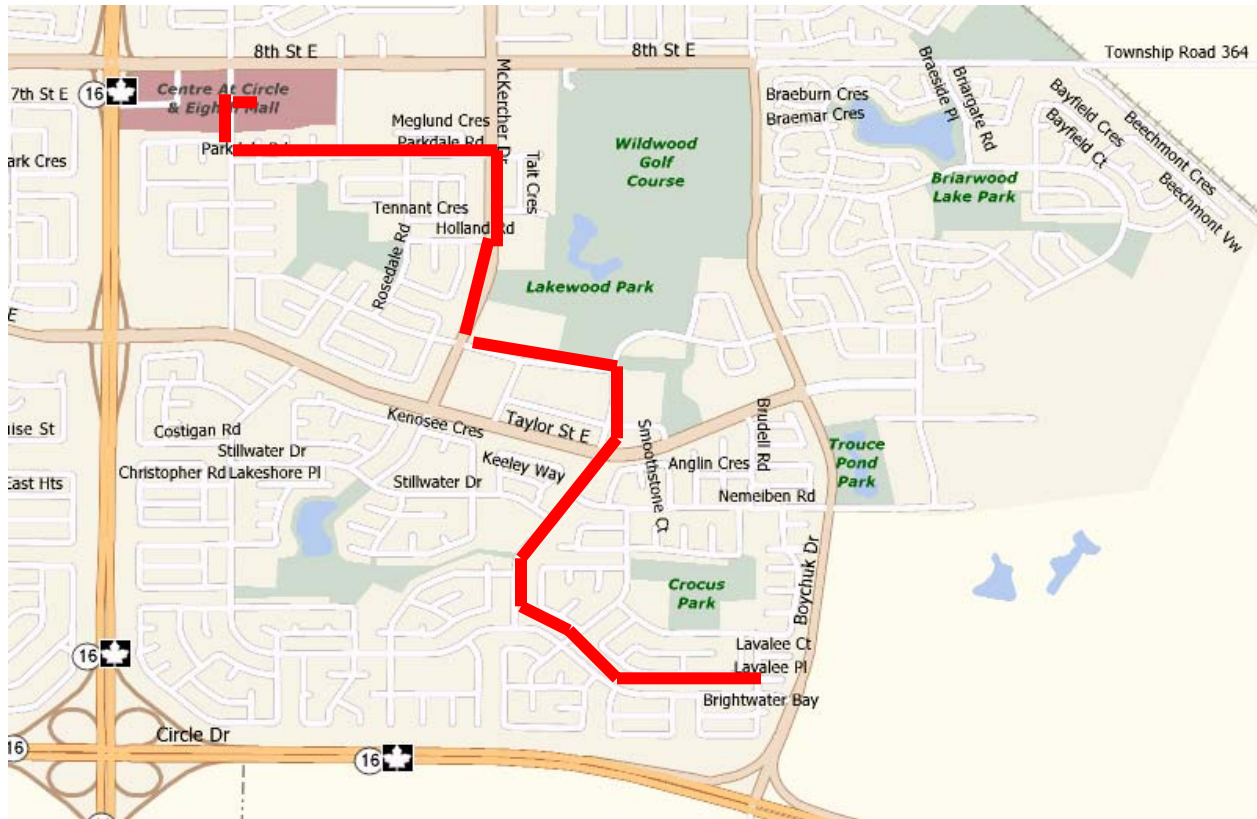 8th St E
8th St E
Township Road 364
7th St E
16
Centre At Circle
& Eighth Mall
McKercher Dr
Braeside Pl
Briargate Rd
Braeburn Cres
Braemar Cres
Bayfield Cres
Bayfield Ct
Beechmont Cres
Beechmont Vw
Meglund Cres
Parkdale Rd
ark Cres
Tait Cres
Wildwood
Golf
Course
Briarwood
Lake Park
Tennant Cres
Holland Rd
Rosedale Rd
Lakewood Park
E
Kenosee Cres
Taylor St E
Smoothstone Ct
Brudell Rd
uise St
Costigan Rd
Stillwater Dr
Christopher Rd
Lakeshore Pl
East Hts
Keeley Way
Stillwater Dr
Anglin Cres
Nemeiben Rd
Trouce
Pond
Park
Boychuk Dr
Crocus
Park
16
Lavalee Ct
Lavalee Pl
Brightwater Bay
Circle Dr
16
16